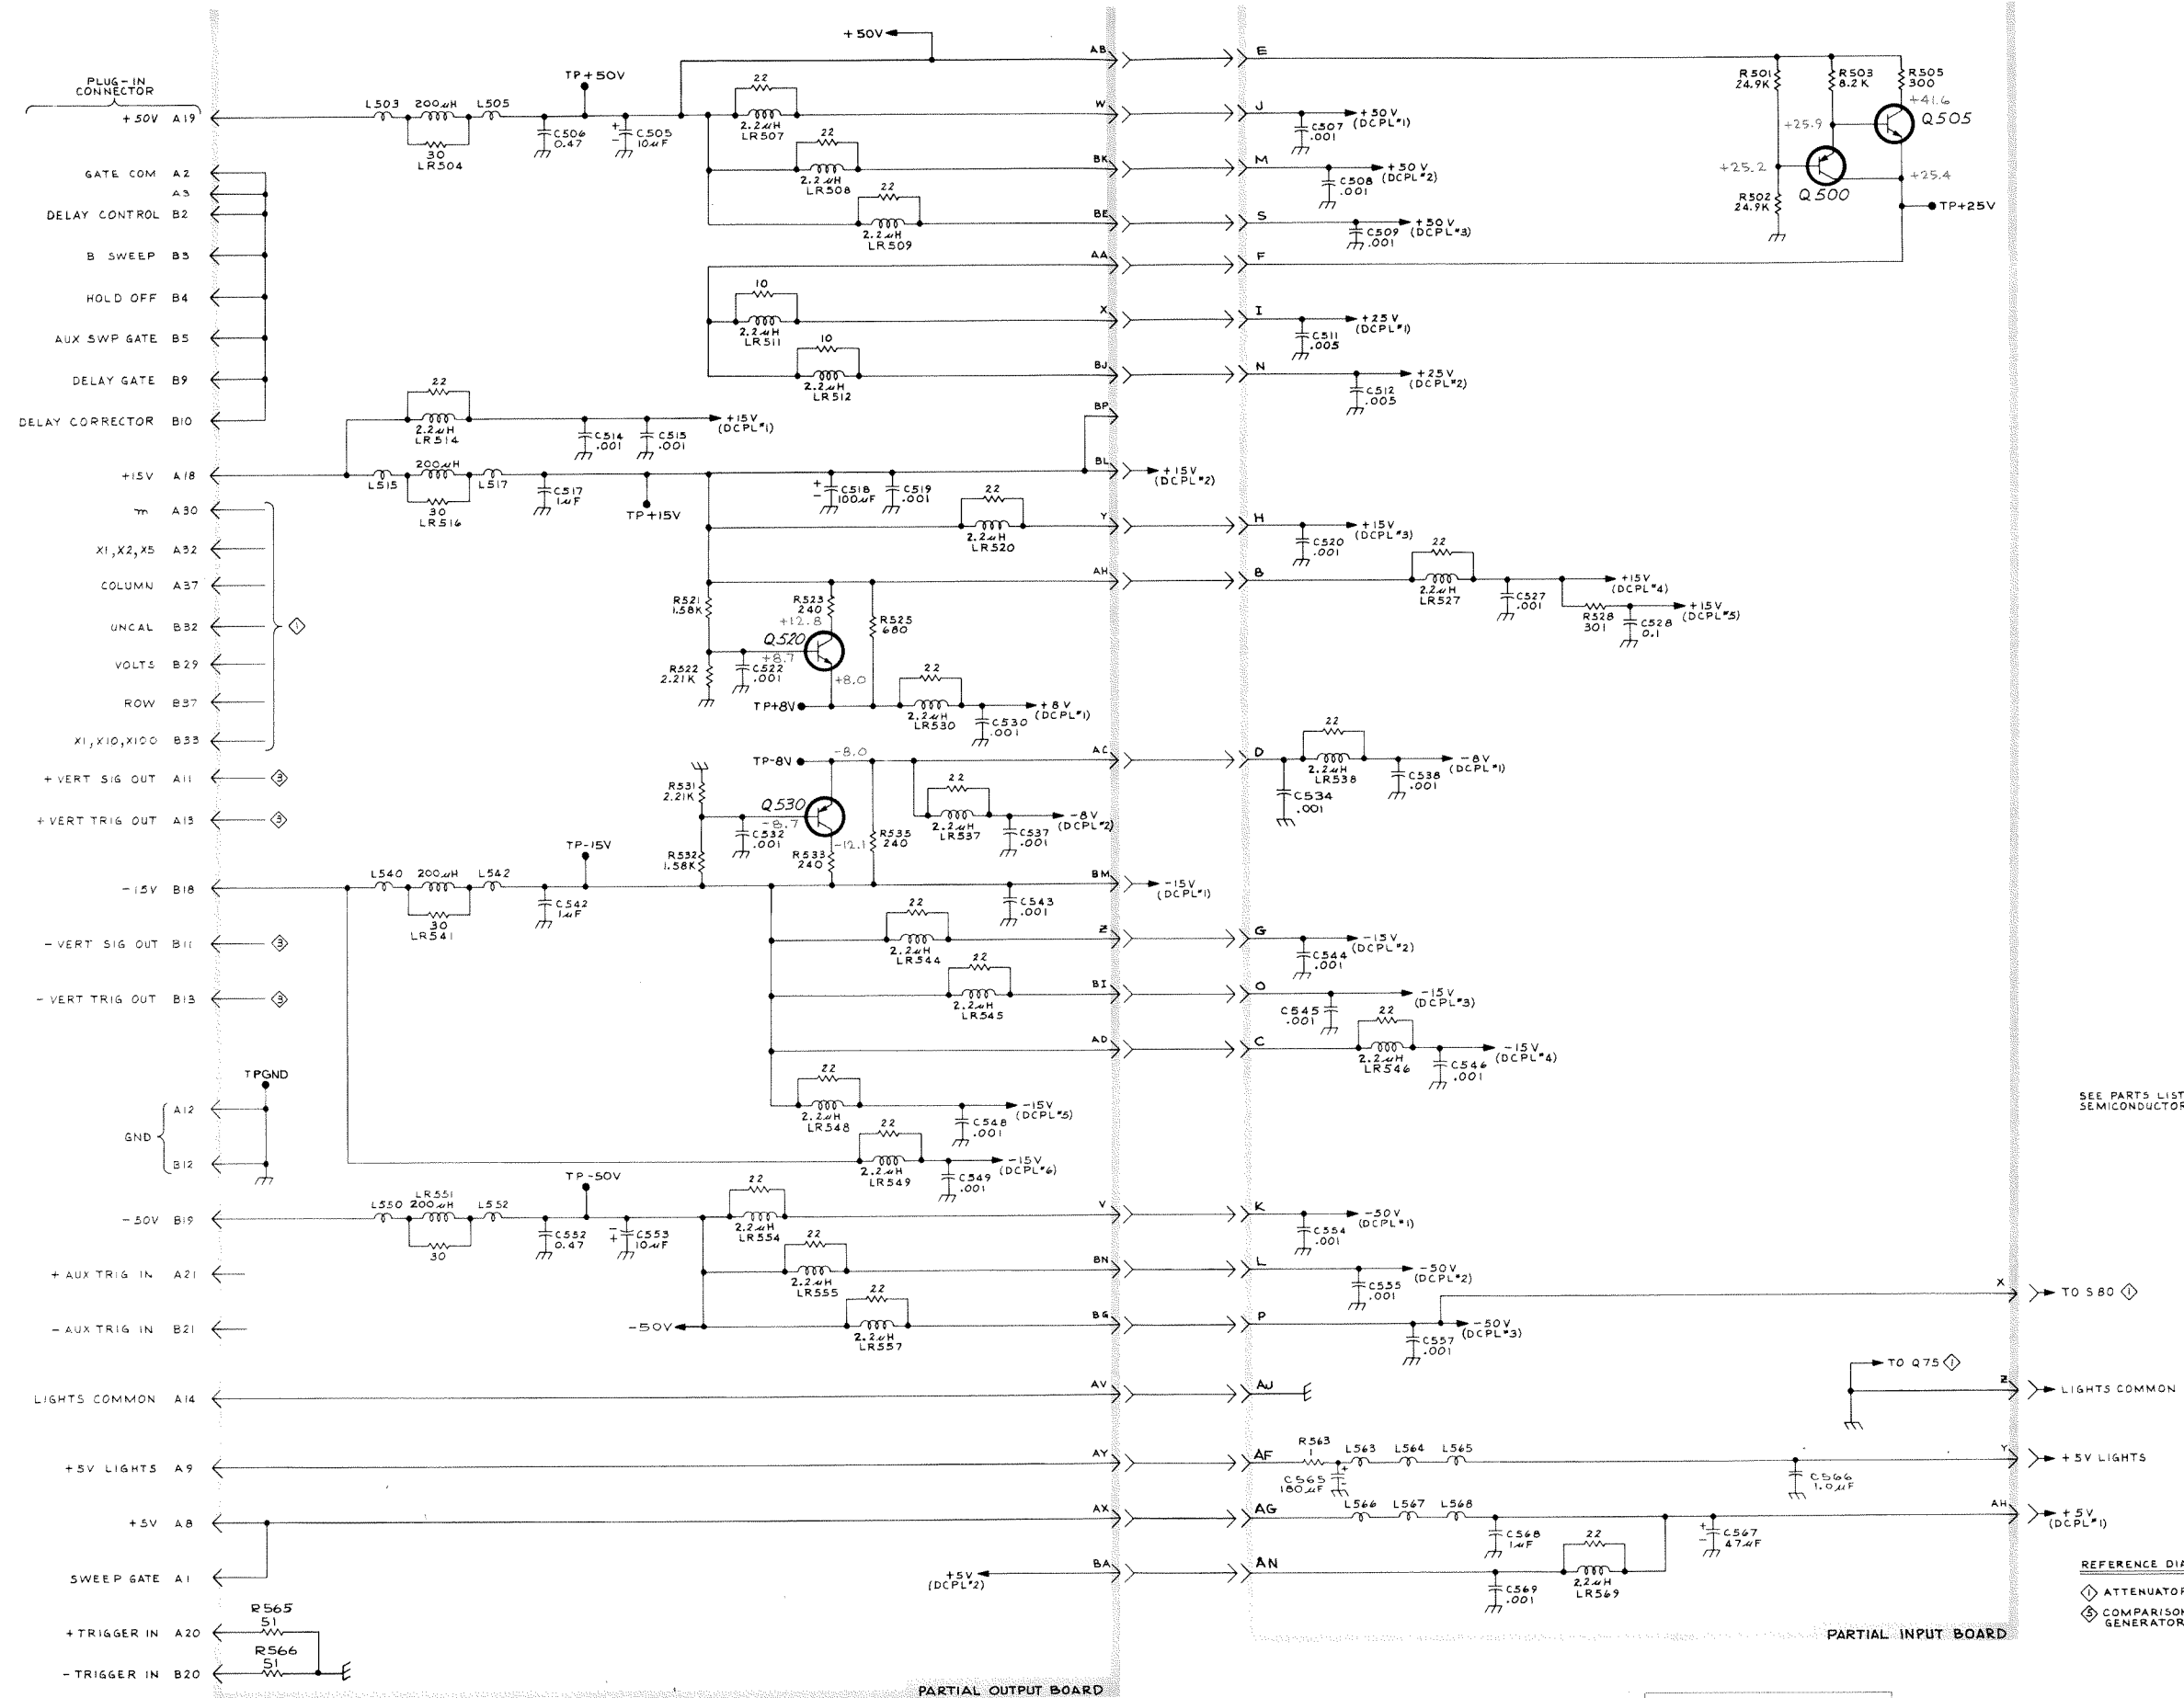 PLUG-IN
CONNECTOR
+50V A19
GATE COM A2
A3
DELAY CONTROL B2
B SWEEP B3
HOLD OFF B4
AUX SWP GATE B5
DELAY GATE B9
DELAY CORRECTOR B10
+15V A18
m A30
X1,X2,X5 A32
COLUMN A37
UNCAL B32
VOLTS B29
ROW B37
X1,X10,X100 B33
1
+ VERT SIG OUT A11 3
+ VERT TRIG OUT A13 3
-15V B18
- VERT SIG OUT B11 3
- VERT TRIG OUT B13 3
TPGND
A12
GND
B12
-50V B19
+ AUX TRIG IN A21
- AUX TRIG IN B21
LIGHTS COMMON A14
+5V LIGHTS A9
+5V A8
SWEEP GATE A1
R565
51
+ TRIGGER IN A20
R566
51
- TRIGGER IN B20
+50V
TP+50V
L503 200µH L505
30
LR504
C506
0.47
+
-
C505
10µF
22
2.2µH
LR507
22
2.2µH
LR508
22
2.2µH
LR509
10
2.2µH
LR511
10
2.2µH
LR512
22
2.2µH
LR514
C514
.001
C515
.001
+15V
(DCPL#1)
L515
200µH
L517
30
LR516
C517
1µF
TP+15V
+
-
C518
100µF
C519
.001
22
2.2µH
LR520
R521
1.58K
R523
240
+12.8
R525
680
Q520
+8.7
+8.0
R522
2.21K
C522
.001
TP+8V
22
2.2µH
LR530
C530
.001
+8V
(DCPL#1)
TP-8V
-8.0
R531
2.21K
Q530
-8.7
C532
.001
-12.1
R532
1.58K
R533
240
R535
240
22
2.2µH
LR537
C537
.001
-8V
(DCPL#2)
L540 200µH L542
30
LR541
C542
1µF
TP-15V
C543
.001
22
2.2µH
LR544
22
2.2µH
LR545
22
2.2µH
LR548
C548
.001
-15V
(DCPL#5)
22
2.2µH
LR549
C549
.001
-15V
(DCPL#6)
TP-50V
LR551
L550 200µH L552
30
C552
0.47
-
+
C553
10µF
22
2.2µH
LR554
22
2.2µH
LR555
22
2.2µH
LR557
-50V
+5V
(DCPL#2)
PARTIAL OUTPUT BOARD
AB E
W J
BK M
BE S
AA F
X I
BJ N
BP
BL +15V
(DCPL#2)
Y H
AH B
AC D
BM -15V
(DCPL#1)
Z G
BI O
AD C
V K
BN L
BG P
AV AJ
AY AF
AX AG
BA AN
C507
.001
+50V
(DCPL#1)
C508
.001
+50V
(DCPL#2)
C509
.001
+50V
(DCPL#3)
C511
.005
+25V
(DCPL#1)
C512
.005
+25V
(DCPL#2)
C520
.001
+15V
(DCPL#3)
22
2.2µH
LR527
C527
.001
+15V
(DCPL#4)
R528
301
C528
0.1
+15V
(DCPL#5)
C534
.001
22
2.2µH
LR538
C538
.001
-8V
(DCPL#1)
C544
.001
-15V
(DCPL#2)
C545
.001
-15V
(DCPL#3)
22
2.2µH
LR546
C546
.001
-15V
(DCPL#4)
C554
.001
-50V
(DCPL#1)
C555
.001
-50V
(DCPL#2)
C557
.001
-50V
(DCPL#3)
R563
1
C565
180µF
+
-
L563 L564 L565
C566
1.0µF
L566 L567 L568
C568
1µF
+
-
C567
47µF
C569
.001
22
2.2µH
LR569
R501
24.9K
R503
8.2K
R505
300
+41.6
Q505
+25.9
+25.2
Q500
+25.4
R502
24.9K
TP+25V
X TO S80 1
TO Q75 1
Z LIGHTS COMMON
Y +5V LIGHTS
AH +5V
(DCPL#1)
PARTIAL INPUT BOARD
SEE PARTS LIST
SEMICONDUCTOR
REFERENCE DIA
1 ATTENUATOR
3 COMPARISON
GENERATOR